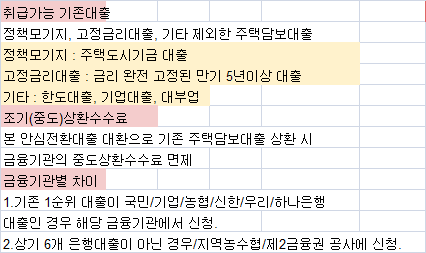 취급가능 기존대출
정책모기지, 고정금리대출, 기타 제외한 주택담보대출
정책모기지 : 주택도시기금 대출
고정금리대출 : 금리 완전 고정된 만기 5년이상 대출
기타 : 한도대출, 기업대출, 대부업
조기(중도)상환수수료
본 안심전환대출 대환으로 기존 주택담보대출 상환 시
금융기관의 중도상환수수료 면제
금융기관별 차이
1.기존 1순위 대출이 국민/기업/농협/신한/우리/하나은행
대출인 경우 해당 금융기관에서 신청.
2.상기 6개 은행대출이 아닌 경우/지역농수협/제2금융권 공사에 신청.